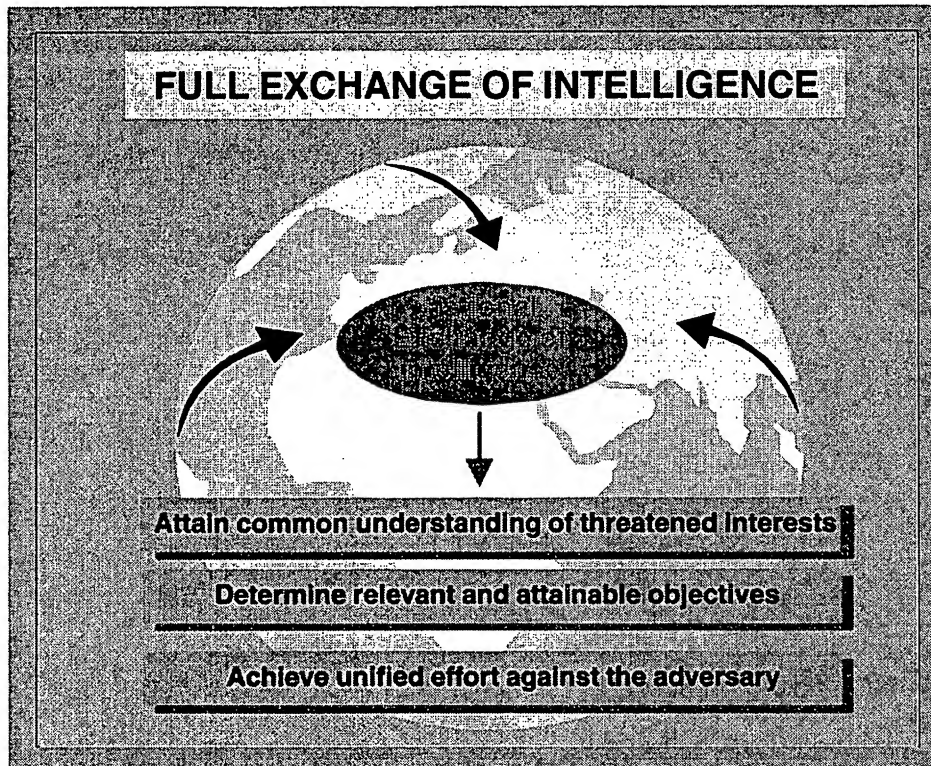 FULL EXCHANGE OF INTELLIGENCE
Attain common understanding of threatened interests
Determine relevant and attainable objectives
Achieve unified effort against the adversary